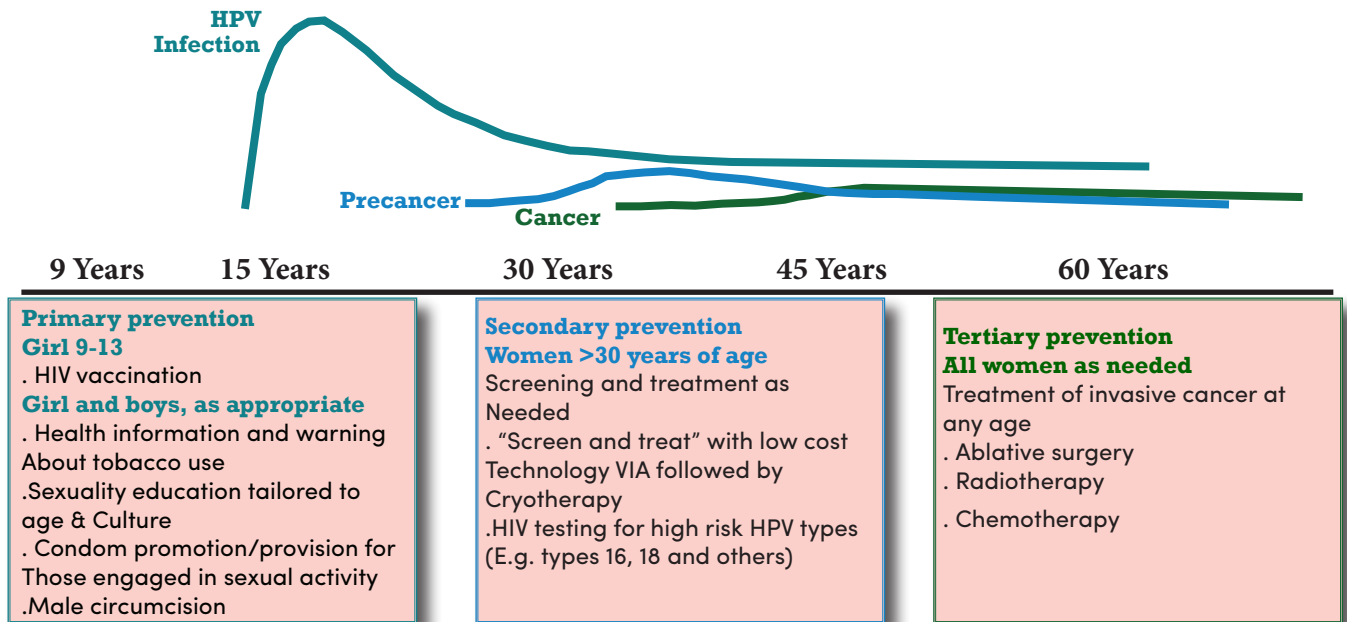 HPV
Infection
Precancer
Cancer
9 Years
15 Years
30 Years
45 Years
60 Years
Primary prevention
Girl 9-13
. HIV vaccination
Girl and boys, as appropriate
. Health information and warning
About tobacco use
.Sexuality education tailored to
age & Culture
. Condom promotion/provision for
Those engaged in sexual activity
.Male circumcision
Secondary prevention
Women >30 years of age
Screening and treatment as
Needed
. “Screen and treat” with low cost
Technology VIA followed by
Cryotherapy
.HIV testing for high risk HPV types
(E.g. types 16, 18 and others)
Tertiary prevention
All women as needed
Treatment of invasive cancer at
any age
. Ablative surgery
. Radiotherapy
. Chemotherapy